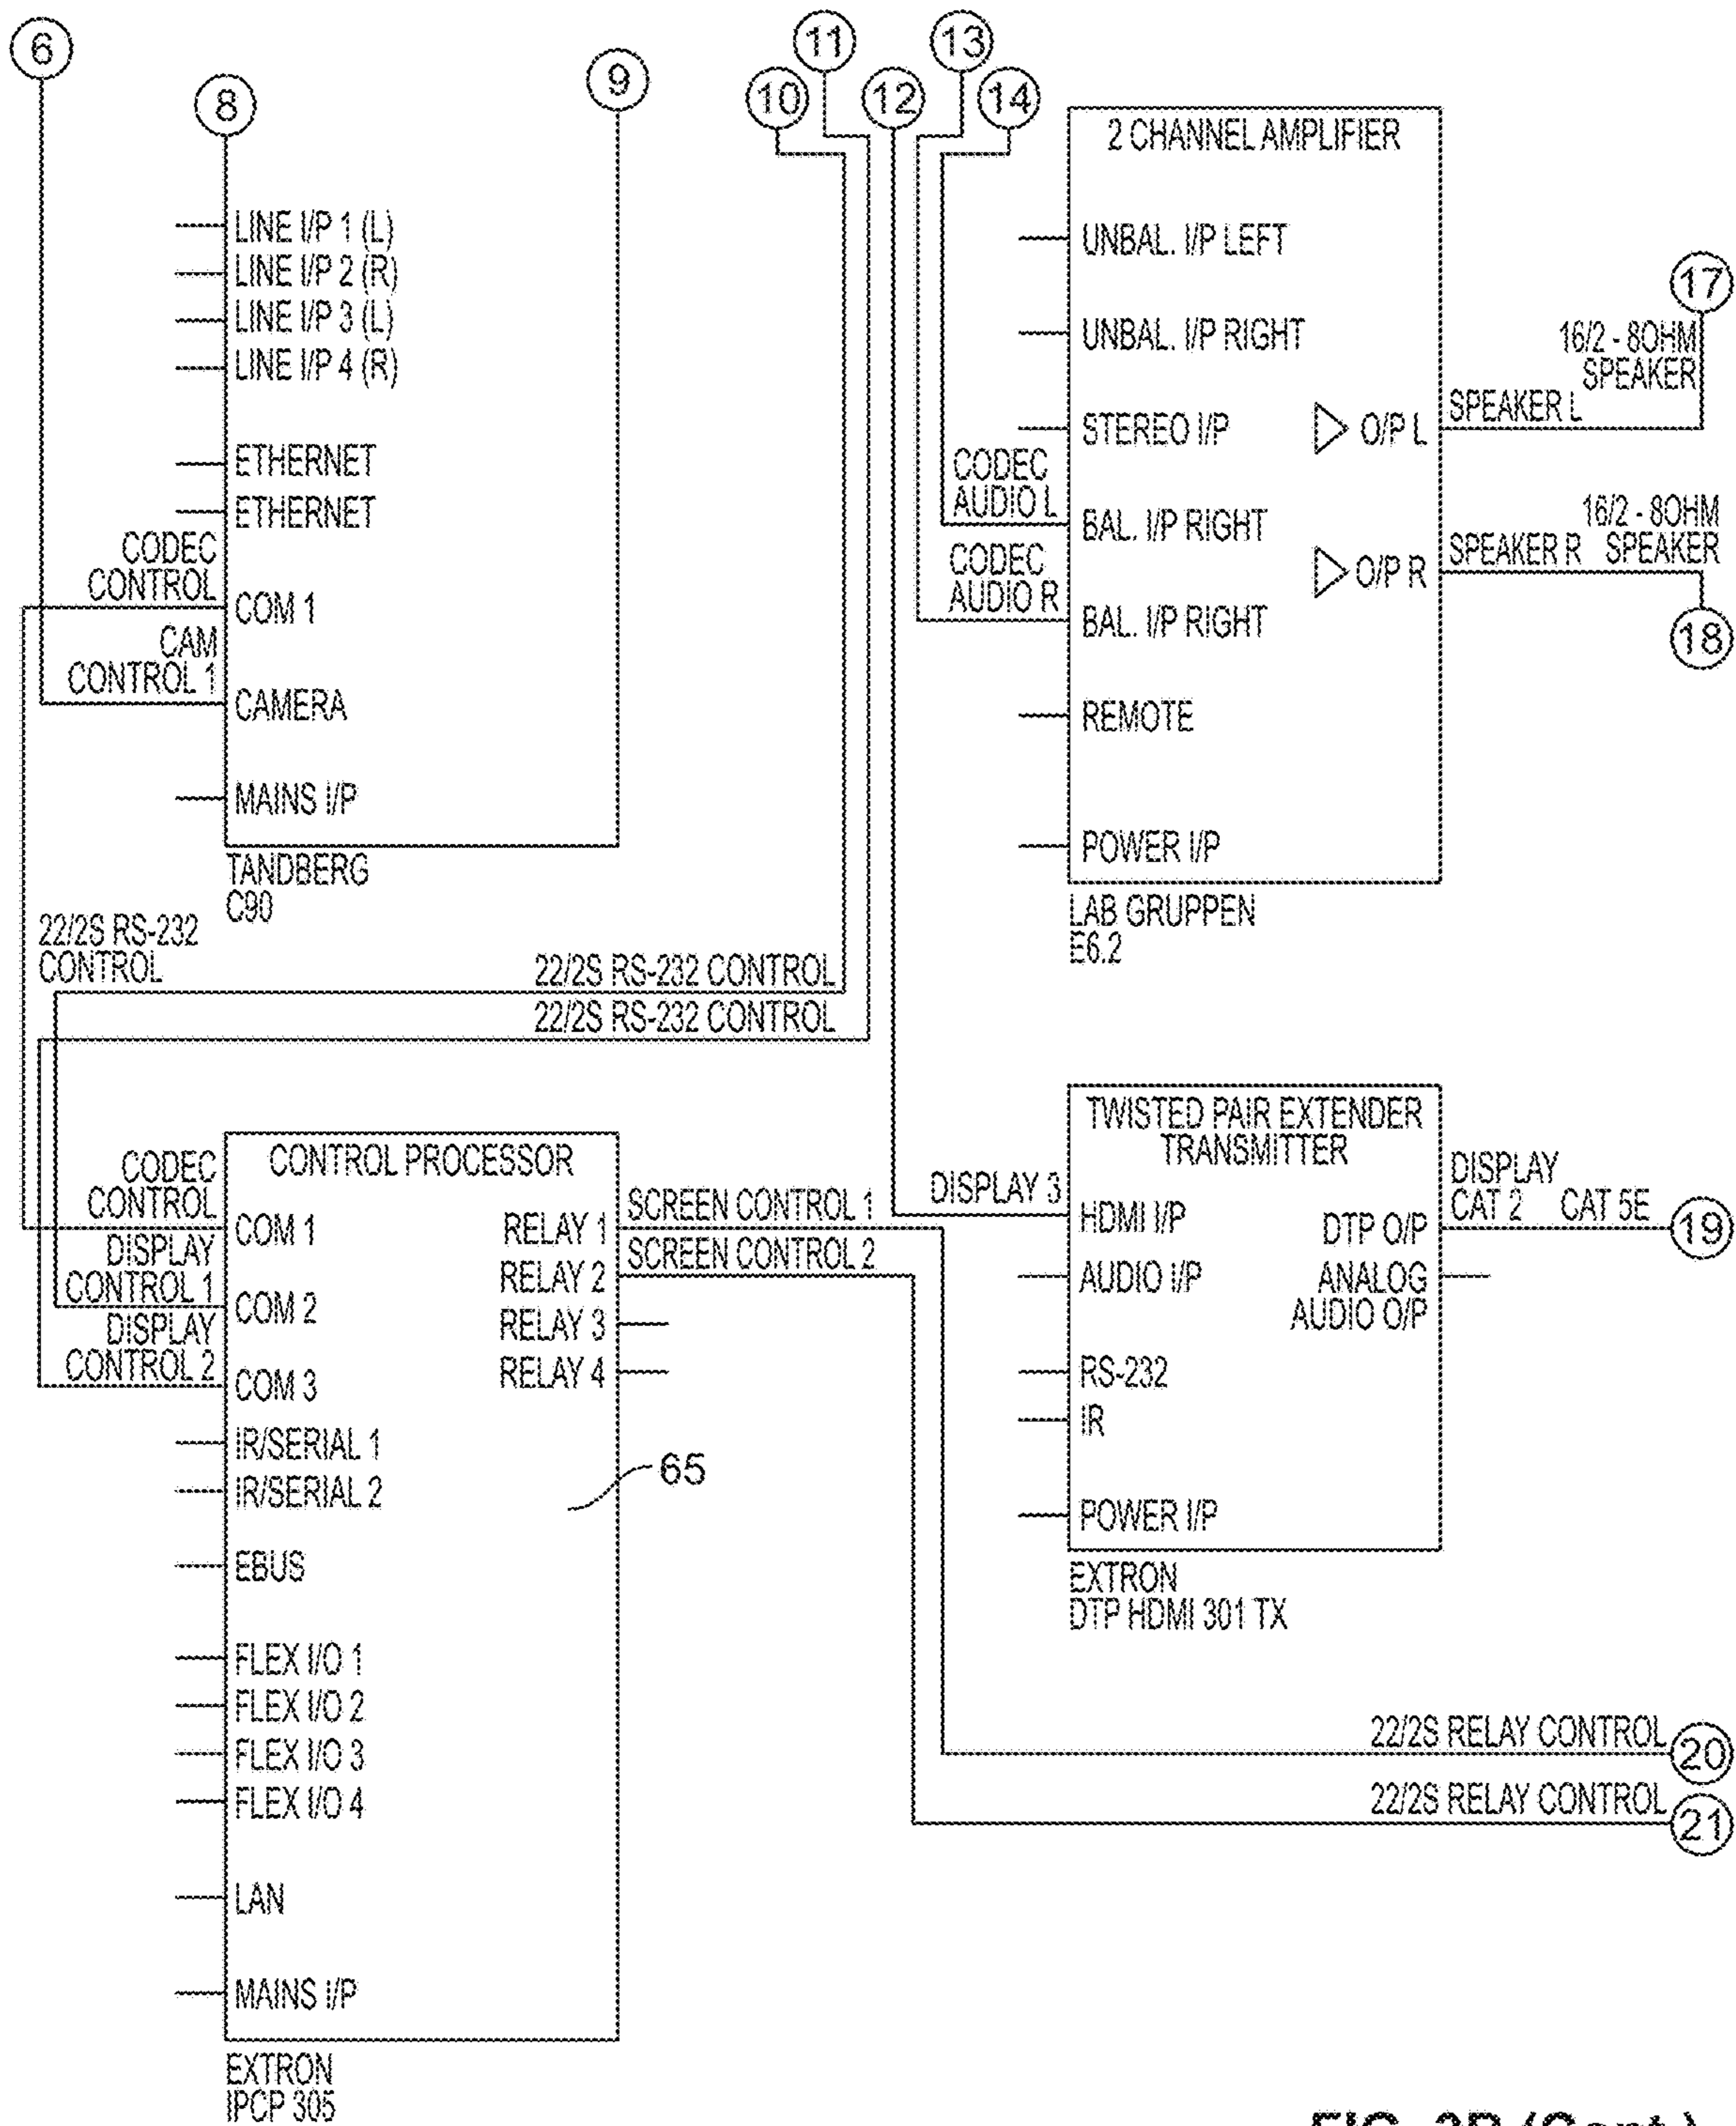 6
8
9
11
10
12
13
14
LINE I/P 1 (L)
LINE I/P 2 (R)
LINE I/P 3 (L)
LINE I/P 4 (R)
ETHERNET
ETHERNET
CODEC
CONTROL
COM 1
CAM
CONTROL 1
CAMERA
MAINS I/P
TANDBERG
C90
2 CHANNEL AMPLIFIER
UNBAL. I/P LEFT
UNBAL. I/P RIGHT
STEREO I/P
CODEC
AUDIO L
BAL. I/P RIGHT
CODEC
AUDIO R
BAL. I/P RIGHT
REMOTE
POWER I/P
O/P L
O/P R
SPEAKER L
16/2 - 8OHM
SPEAKER
17
SPEAKER R
16/2 - 8OHM
SPEAKER
18
LAB GRUPPEN
E6.2
22/2S RS-232
CONTROL
22/2S RS-232 CONTROL
22/2S RS-232 CONTROL
CONTROL PROCESSOR
CODEC
CONTROL
COM 1
DISPLAY
CONTROL 1
COM 2
DISPLAY
CONTROL 2
COM 3
IR/SERIAL 1
IR/SERIAL 2
EBUS
FLEX I/O 1
FLEX I/O 2
FLEX I/O 3
FLEX I/O 4
LAN
MAINS I/P
RELAY 1
RELAY 2
RELAY 3
RELAY 4
SCREEN CONTROL 1
SCREEN CONTROL 2
65
EXTRON
IPCP 305
TWISTED PAIR EXTENDER
TRANSMITTER
DISPLAY 3
HDMI I/P
AUDIO I/P
RS-232
IR
POWER I/P
DTP O/P
ANALOG
AUDIO O/P
DISPLAY
CAT 2 CAT 5E
19
EXTRON
DTP HDMI 301 TX
22/2S RELAY CONTROL
20
22/2S RELAY CONTROL
21